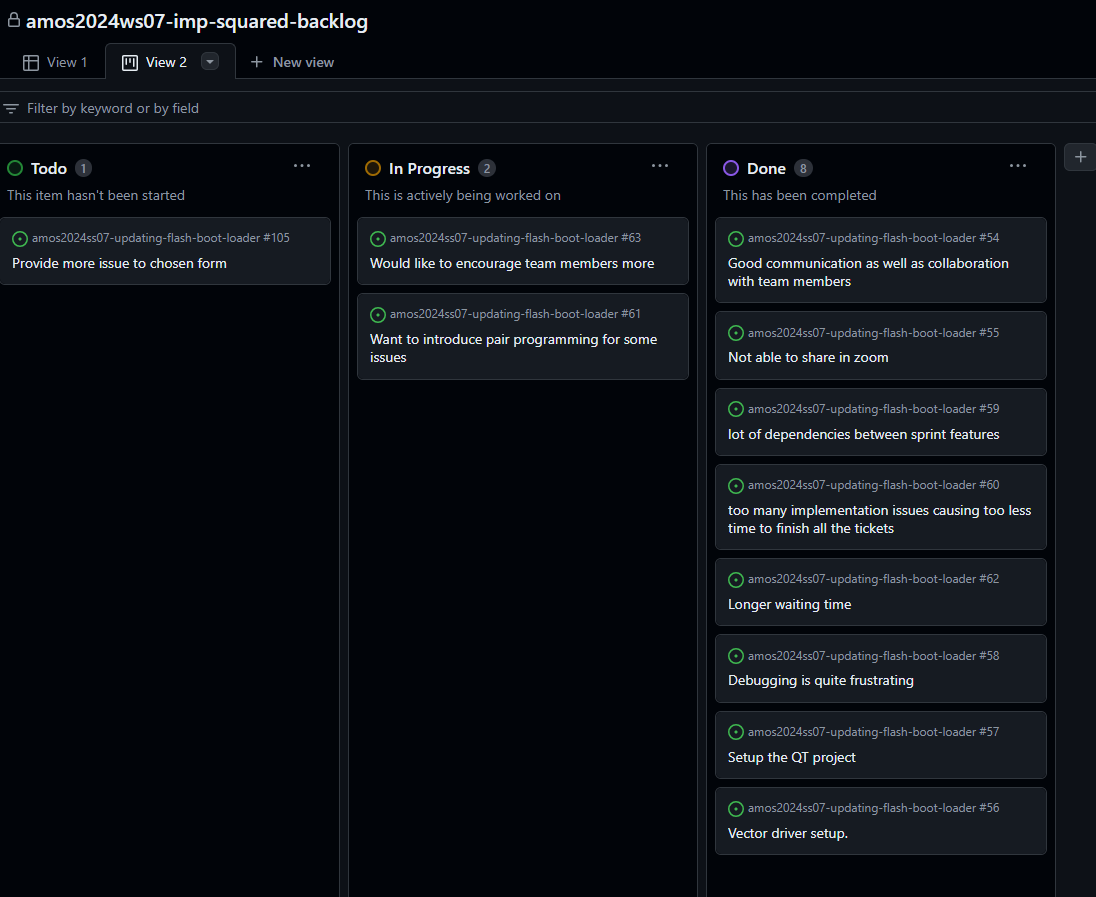 amos2024ws07-imp-squared-backlog
View 1
View 2
New view
Filter by keyword or by field
Todo 1
This item hasn't been started
amos2024ss07-updating-flash-boot-loader #105
Provide more issue to chosen form
In Progress 2
This is actively being worked on
amos2024ss07-updating-flash-boot-loader #63
Would like to encourage team members more
amos2024ss07-updating-flash-boot-loader #61
Want to introduce pair programming for some
issues
Done 8
This has been completed
amos2024ss07-updating-flash-boot-loader #54
Good communication as well as collaboration
with team members
amos2024ss07-updating-flash-boot-loader #55
Not able to share in zoom
amos2024ss07-updating-flash-boot-loader #59
lot of dependencies between sprint features
amos2024ss07-updating-flash-boot-loader #60
too many implementation issues causing too less
time to finish all the tickets
amos2024ss07-updating-flash-boot-loader #62
Longer waiting time
amos2024ss07-updating-flash-boot-loader #58
Debugging is quite frustrating
amos2024ss07-updating-flash-boot-loader #57
Setup the QT project
amos2024ss07-updating-flash-boot-loader #56
Vector driver setup.